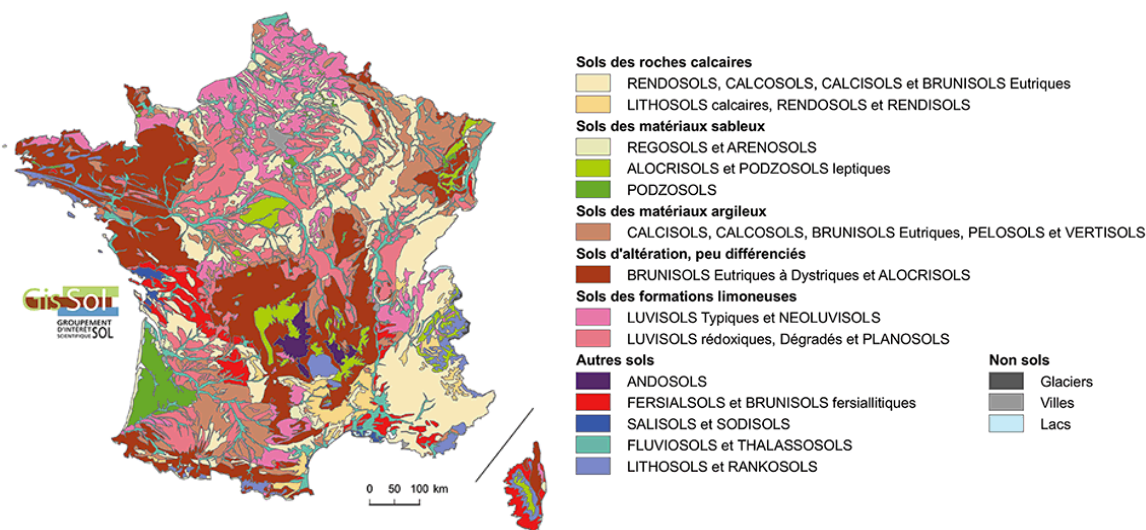 Sols des roches calcaires
RENDOSOLS, CALCOSOLS, CALCISOLS et BRUNISOLS Eutriques
LITHOSOLS calcaires, RENDOSOLS et RENDISOLS
Sols des matériaux sableux
REGOSOLS et ARENOSOLS
ALOCRISOLS et PODZOSOLS leptiques
PODZOSOLS
Sols des matériaux argileux
CALCISOLS, CALCOSOLS, BRUNISOLS Eutriques, PELOSOLS et VERTISOLS
Sols d'altération, peu différenciés
BRUNISOLS Eutriques à Dystriques et ALOCRISOLS
Sols des formations limoneuses
LUVISOLS Typiques et NEOLUVISOLS
LUVISOLS rédoxiques, Dégradés et PLANOSOLS
Autres sols
ANDOSOLS
FERSIALSOLS et BRUNISOLS fersiallitiques
SALISOLS et SODISOLS
FLUVIOSOLS et THALASSOSOLS
LITHOSOLS et RANKOSOLS
Non sols
Glaciers
Villes
Lacs
Gis Sol
GROUPEMENT
D'INTÉRÊT
SCIENTIFIQUE SOL
0 50 100 km